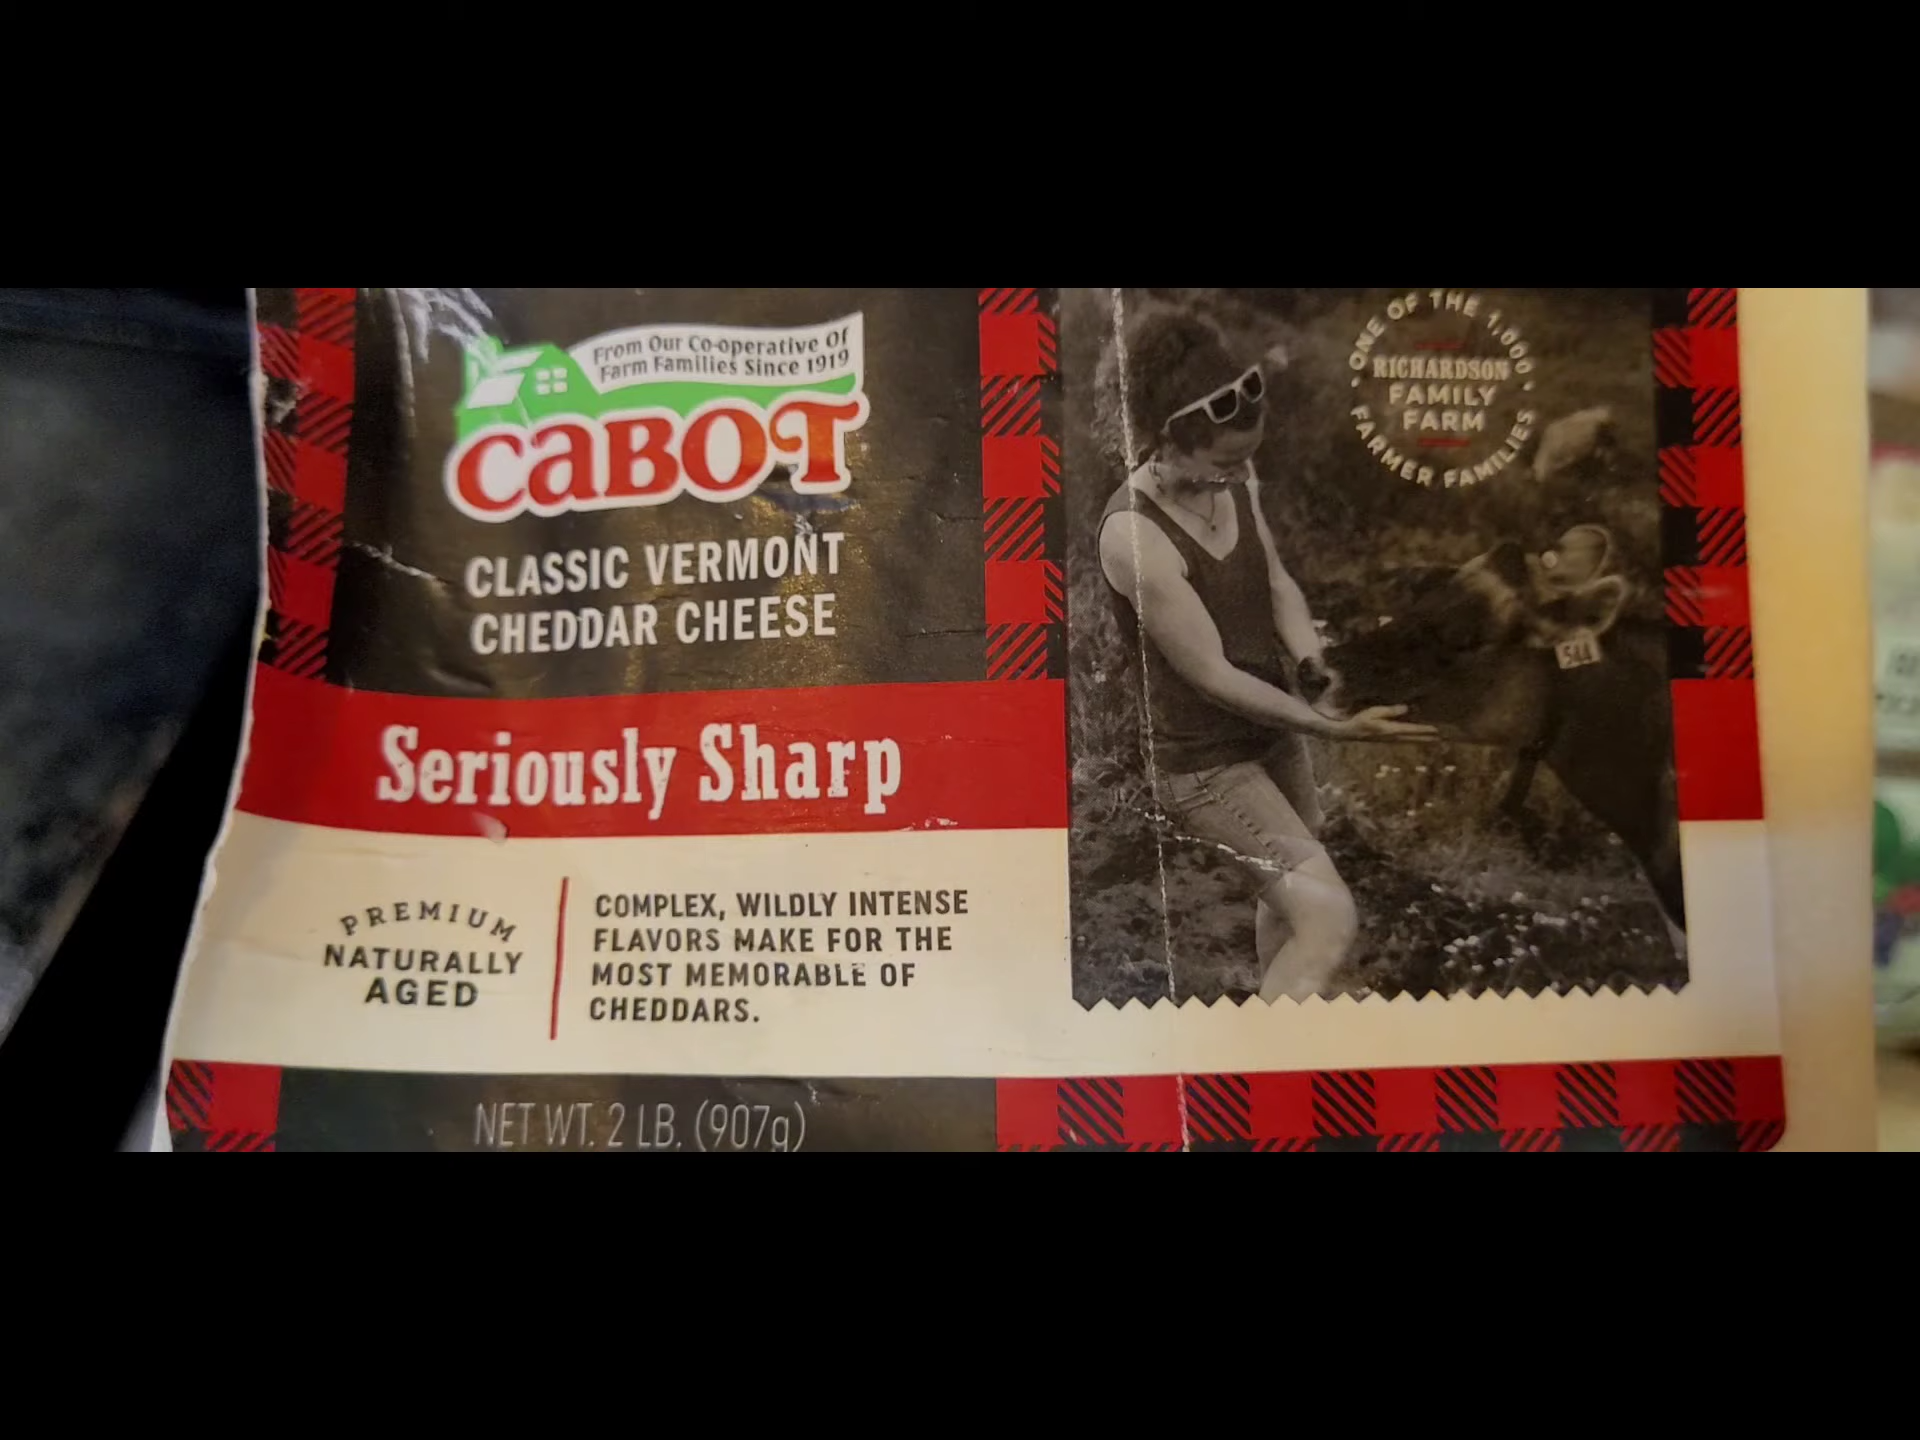 From Our Co-operative Of
Farm Families Since 1919
CABOT
CLASSIC VERMONT
CHEDDAR CHEESE
Seriously Sharp
PREMIUM
NATURALLY
AGED
COMPLEX, WILDLY INTENSE
FLAVORS MAKE FOR THE
MOST MEMORABLE OF
CHEDDARS.
NET WT. 2 LB. (907g)
ONE OF THE 1,000
RICHARDSON
FAMILY
FARM
FARMER FAMILIES
544